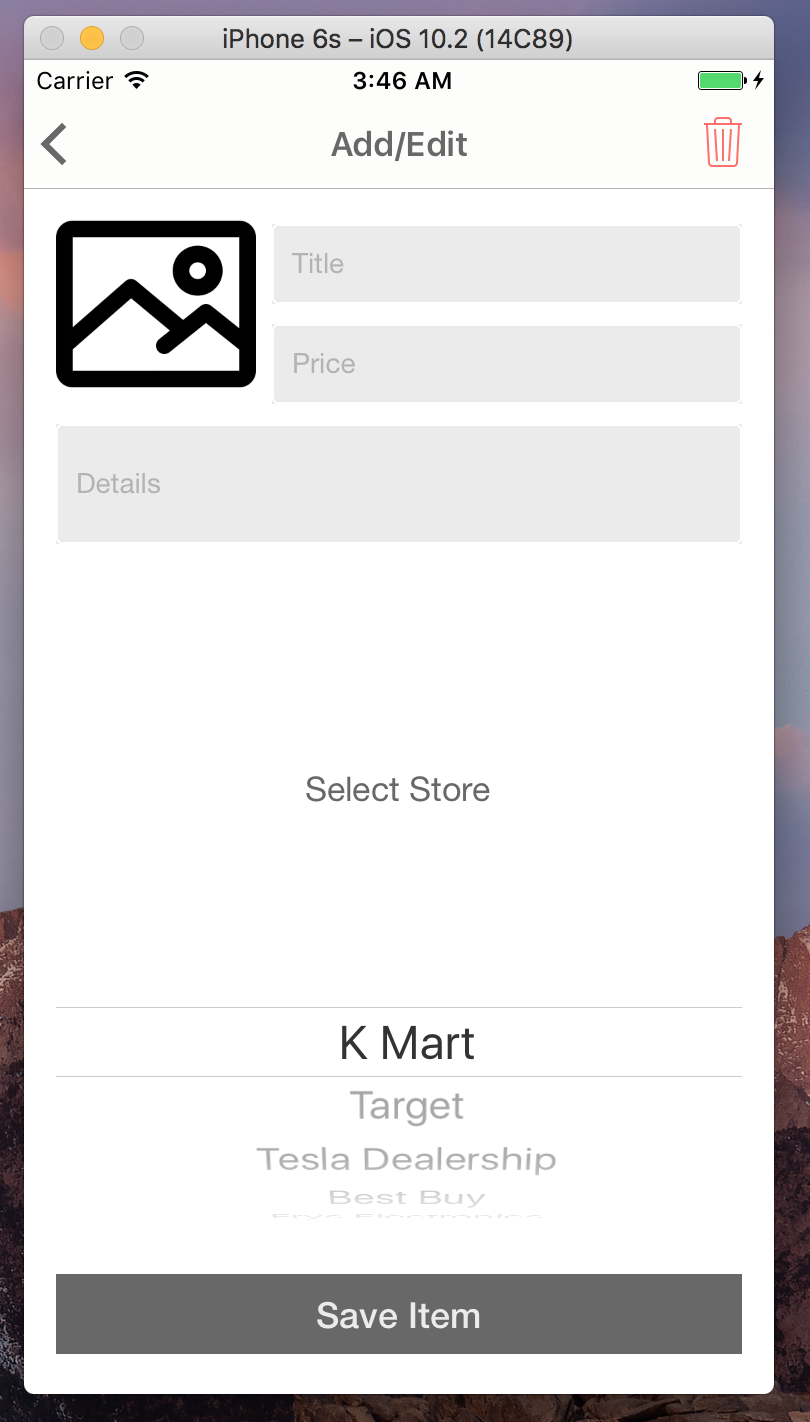 iPhone 6s – iOS 10.2 (14C89)
Carrier 3:46 AM
Add/Edit
Title
Price
Details
Select Store
K Mart
Target
Tesla Dealership
Best Buy
Save Item